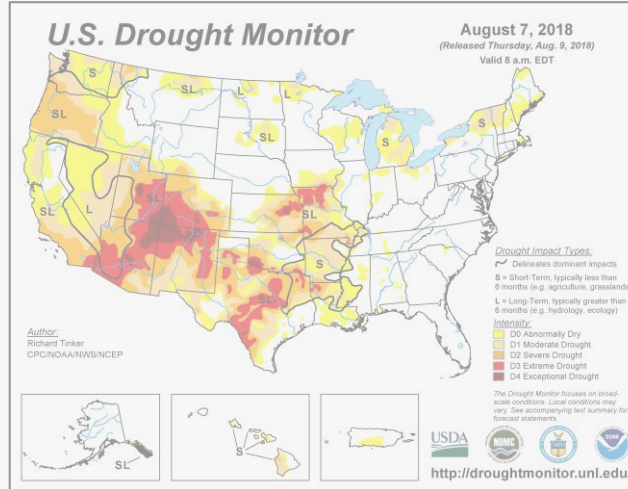 U.S. Drought Monitor
August 7, 2018
(Released Thursday, Aug. 9, 2018)
Valid 8 a.m. EDT
S
SL
L
L
SL
SL
S
S
SL
SL
L
SL
S
SL
SL
Drought Impact Types:
Delineates dominant impacts
S = Short-Term, typically less than
6 months (e.g. agriculture, grasslands
L = Long-Term, typically greater than
6 months (e.g. hydrology, ecology)
Intensity:
D0 Abnormally Dry
D1 Moderate Drought
D2 Severe Drought
D3 Extreme Drought
D4 Exceptional Drought
Author:
Richard Tinker
CPC/NOAA/NWS/NCEP
The Drought Monitor focuses on broad-
scale conditions. Local conditions may
vary. See accompanying text summary for
forecast statements.
SL
S
USDA
NDMC
http://droughtmonitor.unl.edu